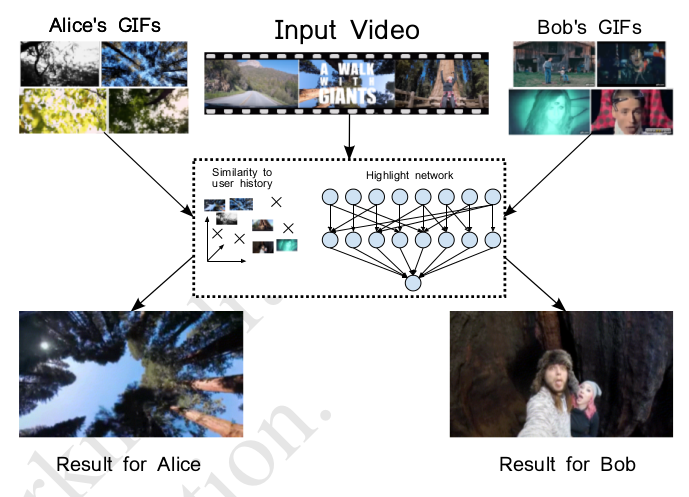 Alice's GIFs
Input Video
Bob's GIFs
A WALK
WITH
GIANTS
Similarity to
user history
Highlight network
Result for Alice
Result for Bob